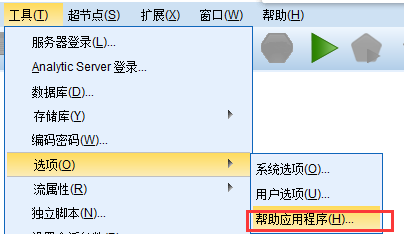 工具(T) 超节点(S) 扩展(X) 窗口(W) 帮助(H)
服务器登录(L)...
Analytic Server 登录...
数据库(D)...
存储库(Y)
编码密码(W)...
选项(O)
系统选项(O)...
流属性(R)
用户选项(U)...
独立脚本(N)...
帮助应用程序(H)...